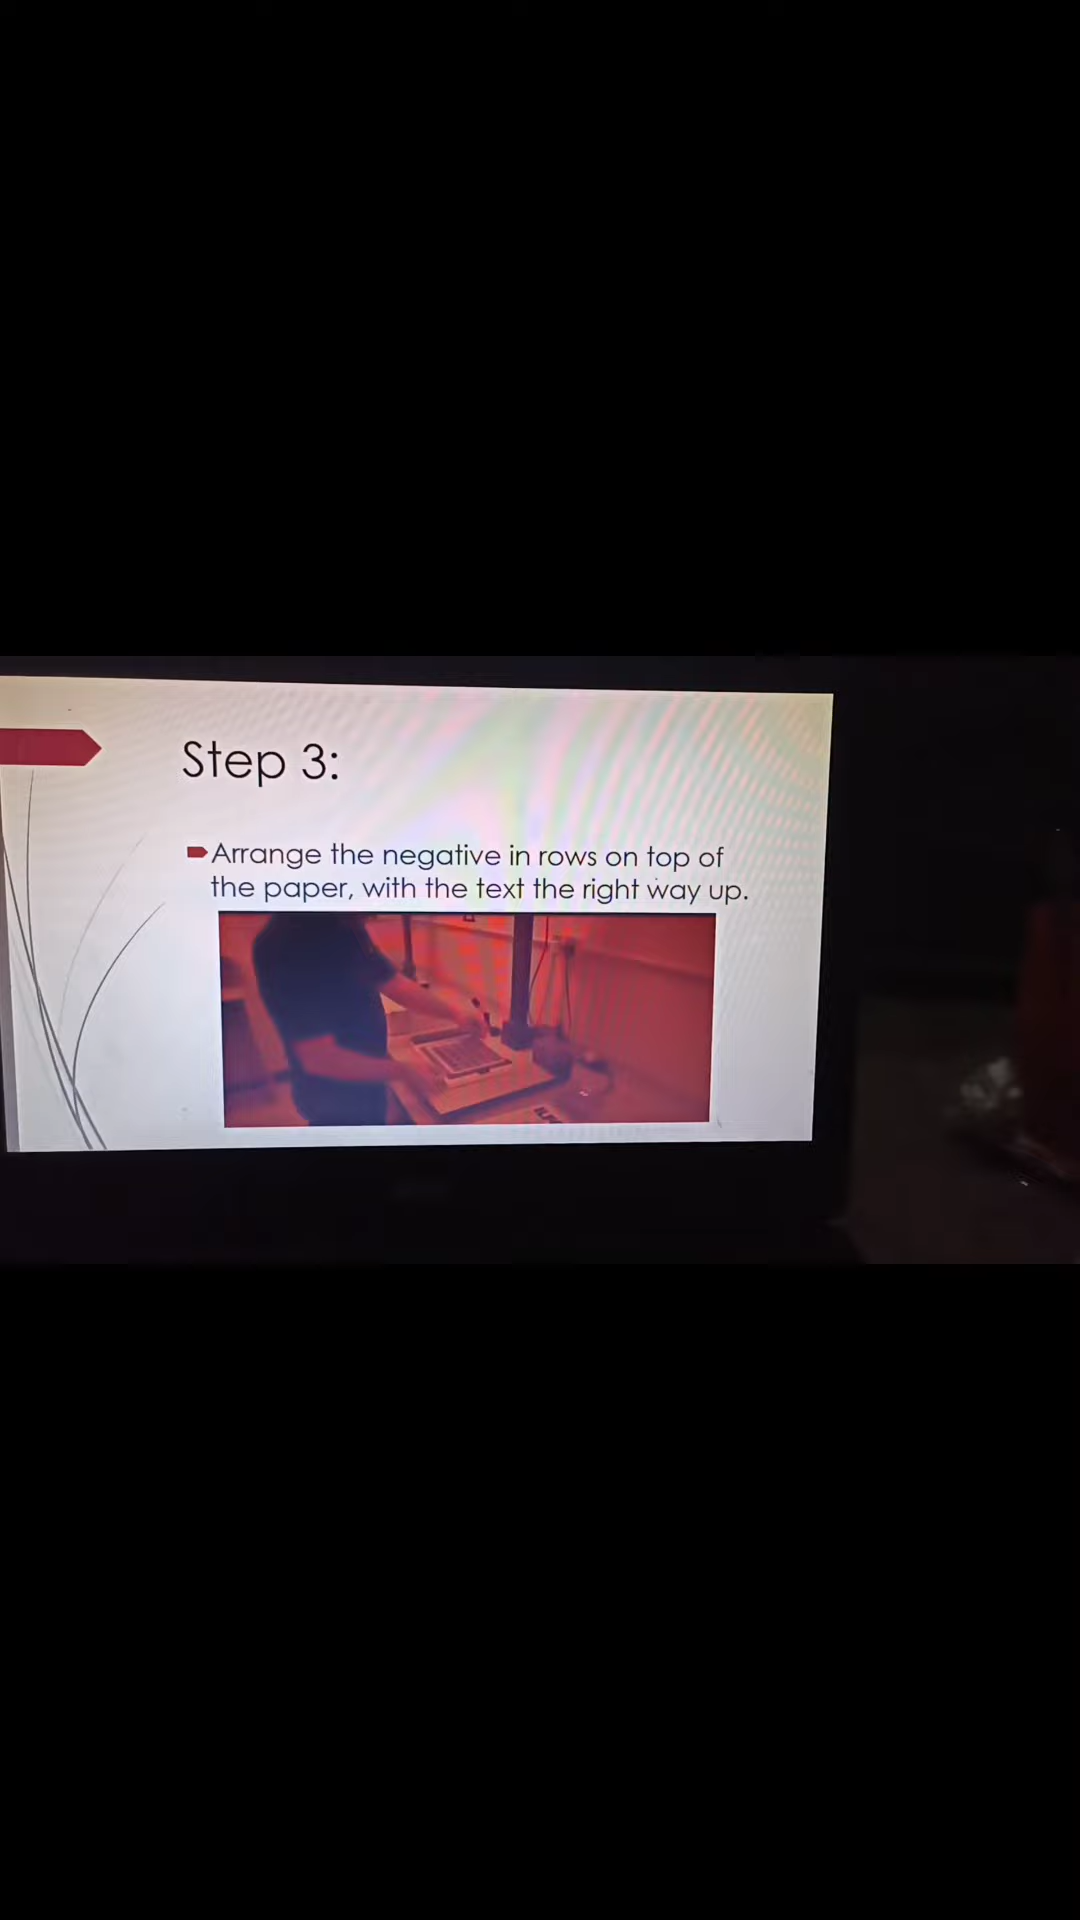 Step 3:
Arrange the negative in rows on top of
the paper, with the text the right way up.